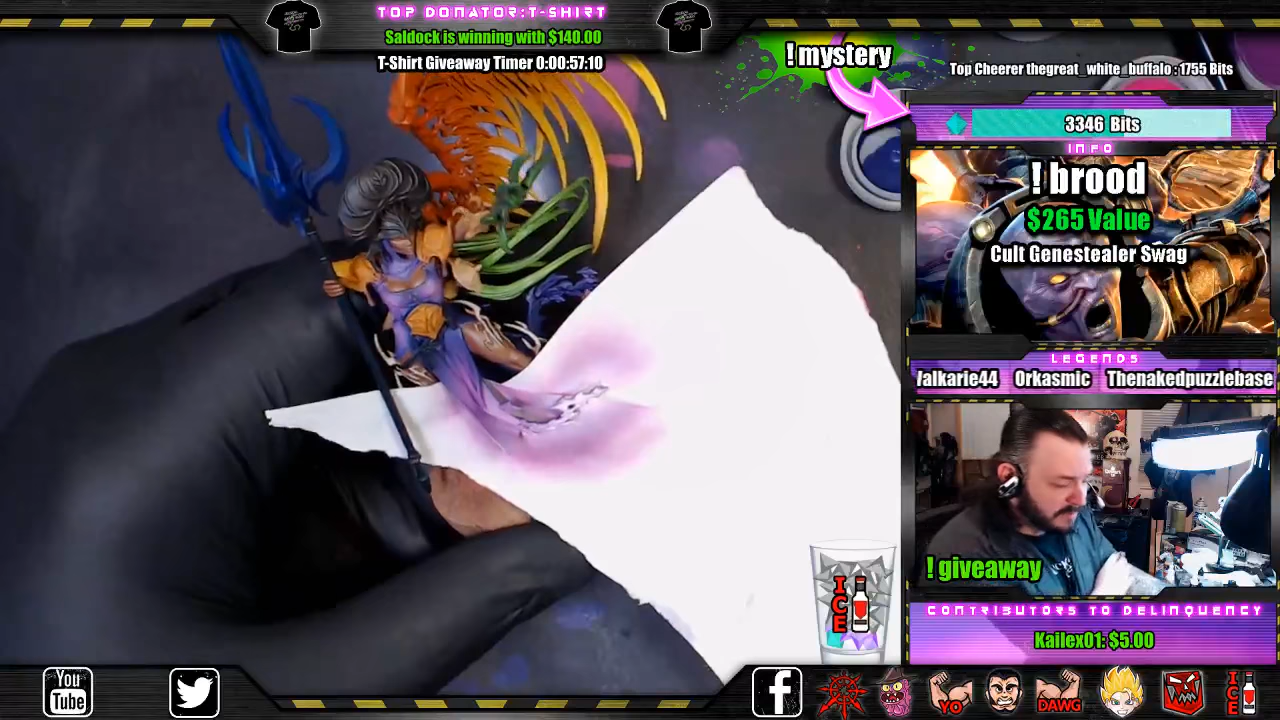 TOP DONATOR:T-SHIRT
Saldock is winning with $140.00
T-Shirt Giveaway Timer 0:00:57:10
!mystery
Top Cheerer thegreat_white_buffalo : 1755 Bits
3346 Bits
INFO
! brood
$265 Value
Cult Genestealer Swag
LEGENDS
Orkasmic Thenakedpuzzlebase
! giveaway
CONTRIBUTORS TO DELINQUENCY
Kailex01: $5.00
ICE
You
Tube
f
YO
DAWG
ICE